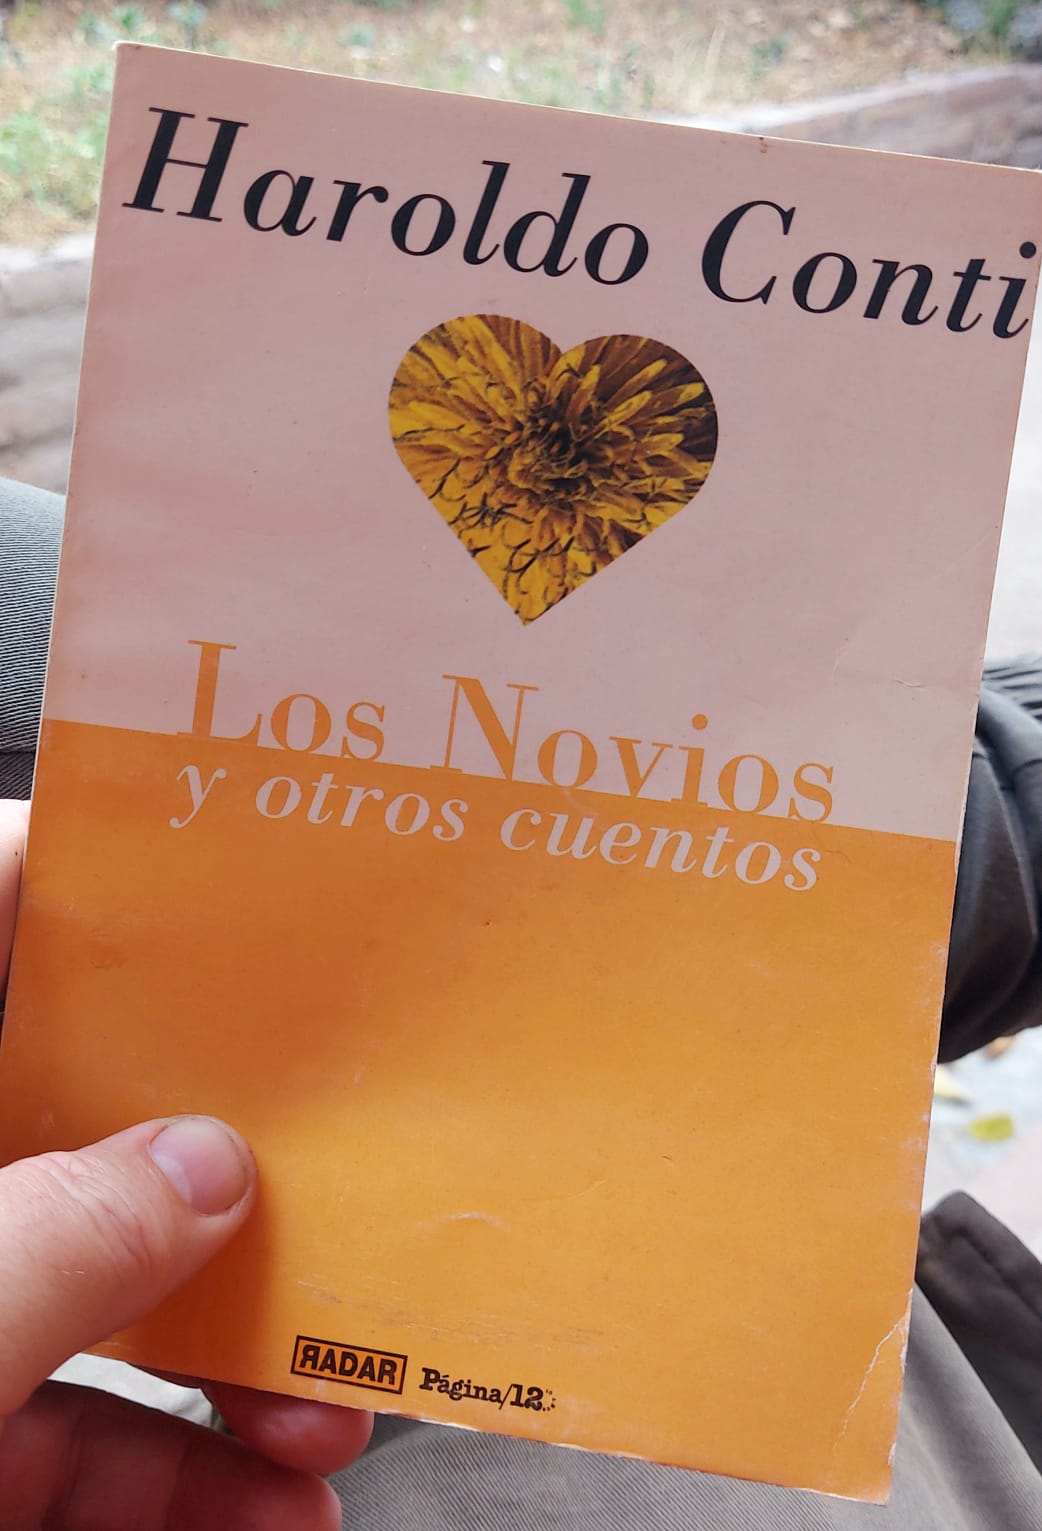 Haroldo Conti
Los Novios
y otros cuentos
RADAR Página/12